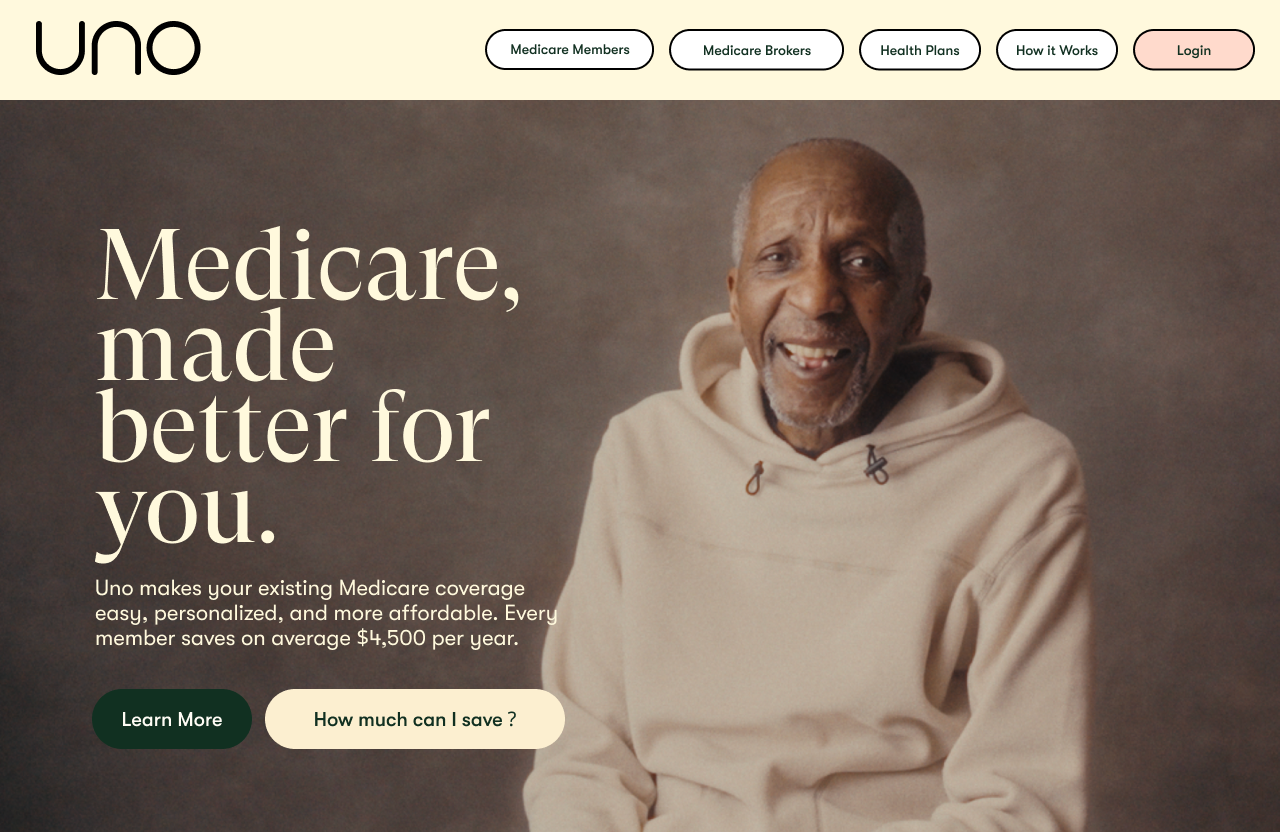 uno
Medicare Members
Medicare Brokers
Health Plans
How it Works
Login
Medicare,
made
better for
you.
Uno makes your existing Medicare coverage
easy, personalized, and more affordable. Every
member saves on average $4,500 per year.
Learn More
How much can I save ?